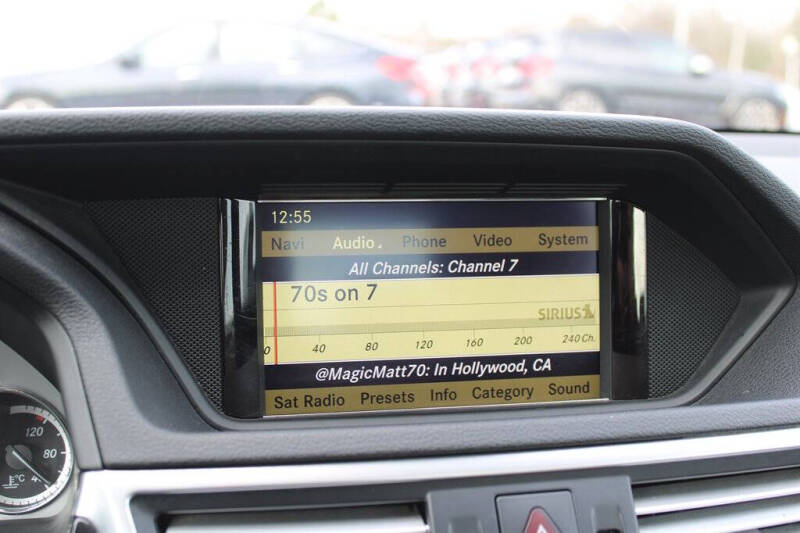 12:55
Navi Audio Phone Video System
All Channels: Channel 7
70s on 7
SIRIUS
0 40 80 120 160 200 240 Ch.
@MagicMatt70: In Hollywood, CA
Sat Radio Presets Info Category Sound
120
80
°C 4